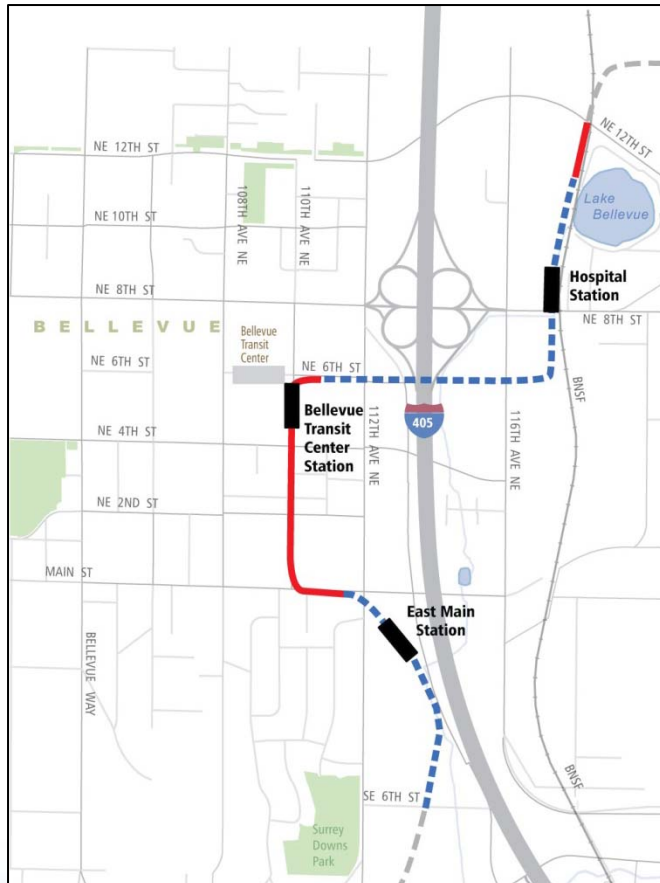 NE 12TH ST
NE 12TH ST
108TH AVE NE
110TH AVE NE
NE 10TH ST
Lake
Bellevue
Hospital
Station
NE 8TH ST
NE 8TH ST
BELLEVUE
Bellevue
Transit
Center
NE 6TH ST
NE 6TH ST
BNSF
Bellevue
Transit
Center
Station
112TH AVE NE
405
116TH AVE NE
NE 4TH ST
NE 2ND ST
MAIN ST
East Main
Station
BELLEVUE
WAY
BNSF
SE 6TH ST
Surrey
Downs
Park